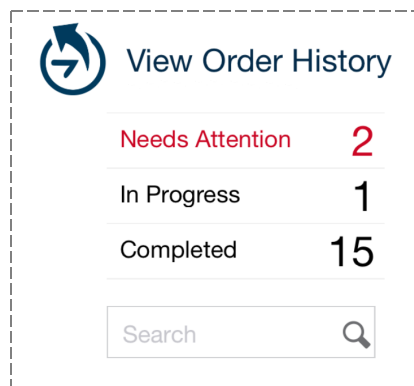 View Order History
Needs Attention 2
In Progress 1
Completed 15
Search